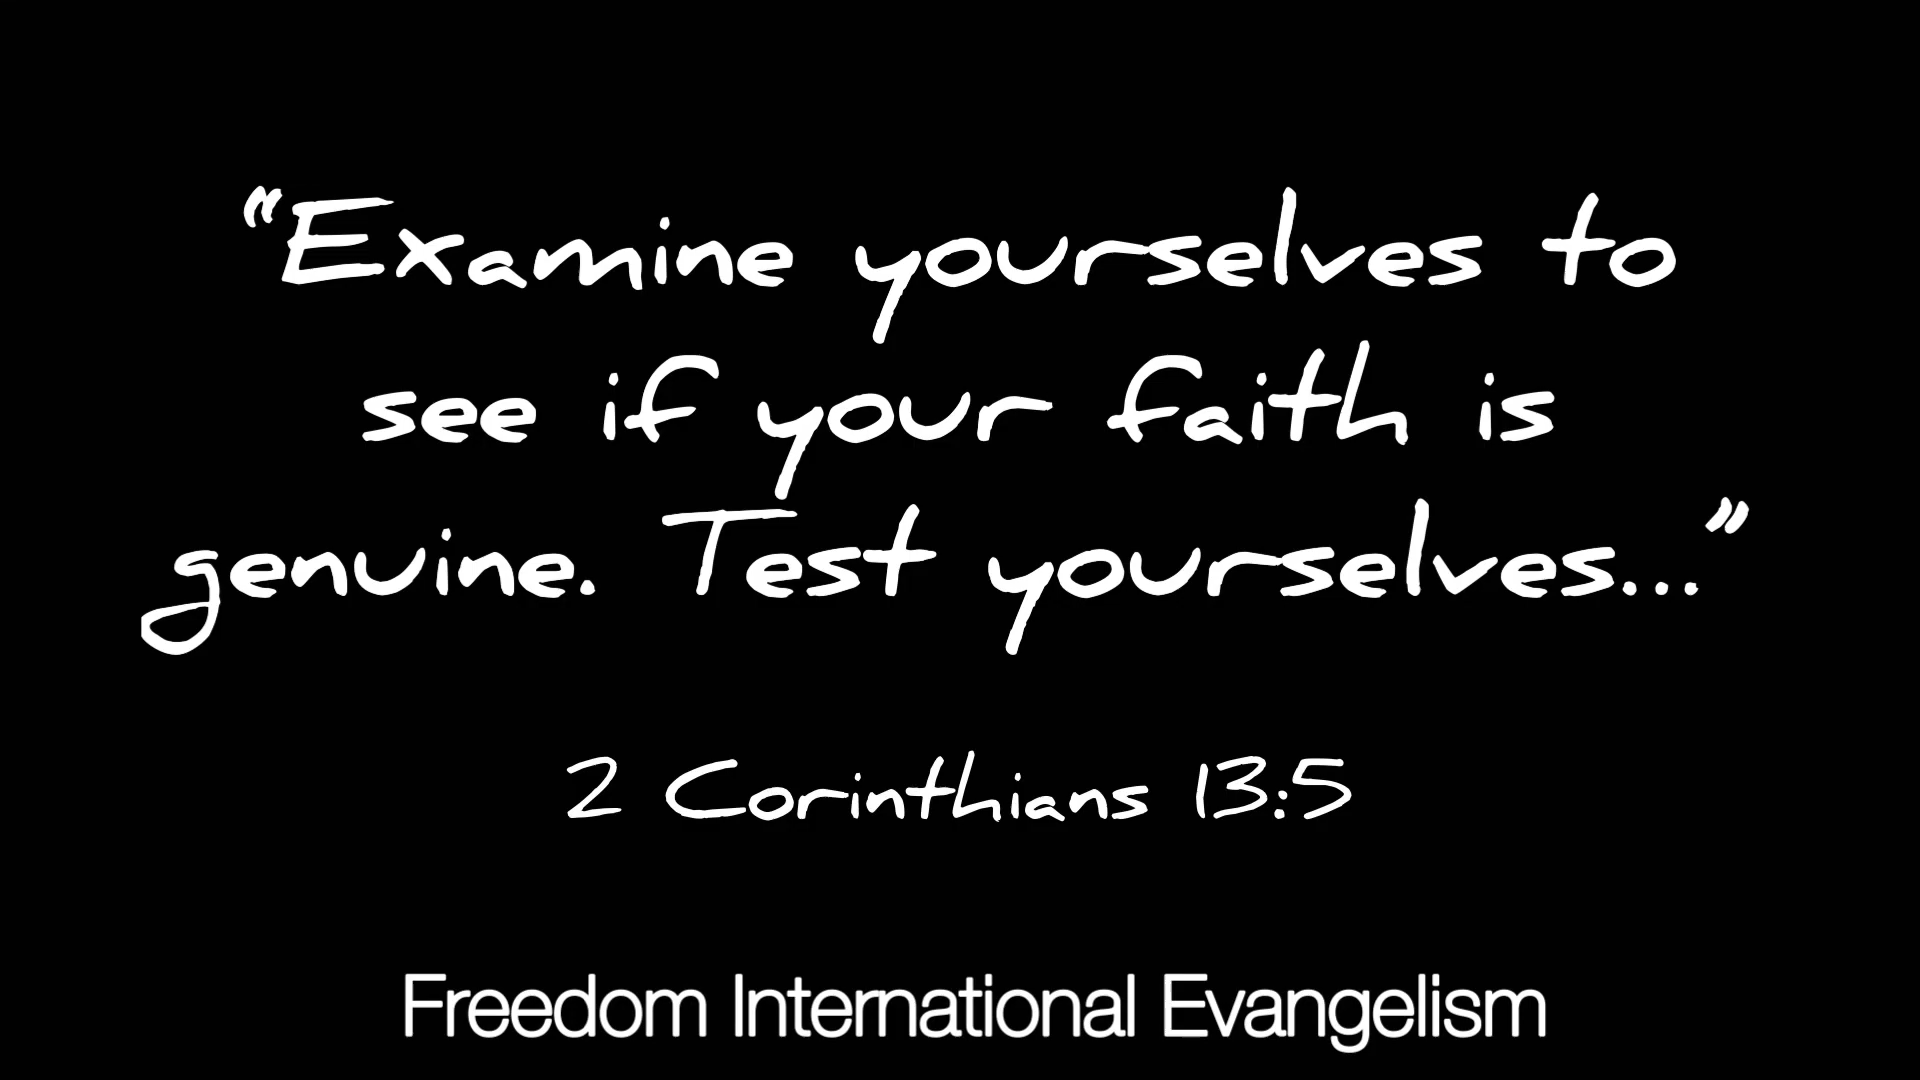 “Examine yourselves to
see if your faith is
genuine. Test yourselves...”
2 Corinthians 13:5
Freedom International Evangelism